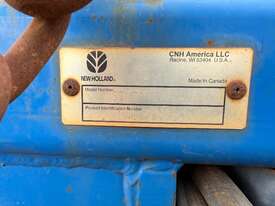 CNH America LLC
Racine, WI 53404 U.S.A.
NEW HOLLAND
Made In Canada
Model Number
Product Identification Number